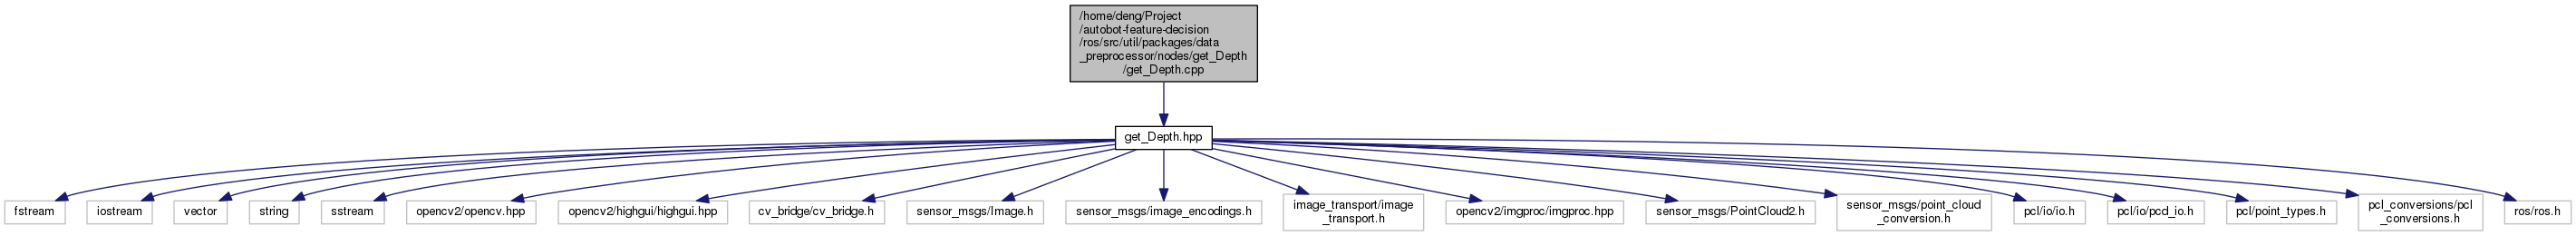 /home/deng/Project
/autobot-feature-decision
/ros/src/util/packages/data
_preprocessor/nodes/get_Depth
/get_Depth.cpp
get_Depth.hpp
fstream
iostream
vector
string
sstream
opencv2/opencv.hpp
opencv2/highgui/highgui.hpp
cv_bridge/cv_bridge.h
sensor_msgs/Image.h
sensor_msgs/image_encodings.h
image_transport/image
_transport.h
opencv2/imgproc/imgproc.hpp
sensor_msgs/PointCloud2.h
sensor_msgs/point_cloud
_conversion.h
pcl/io/io.h
pcl/io/pcd_io.h
pcl/point_types.h
pcl_conversions/pcl
_conversions.h
ros/ros.h